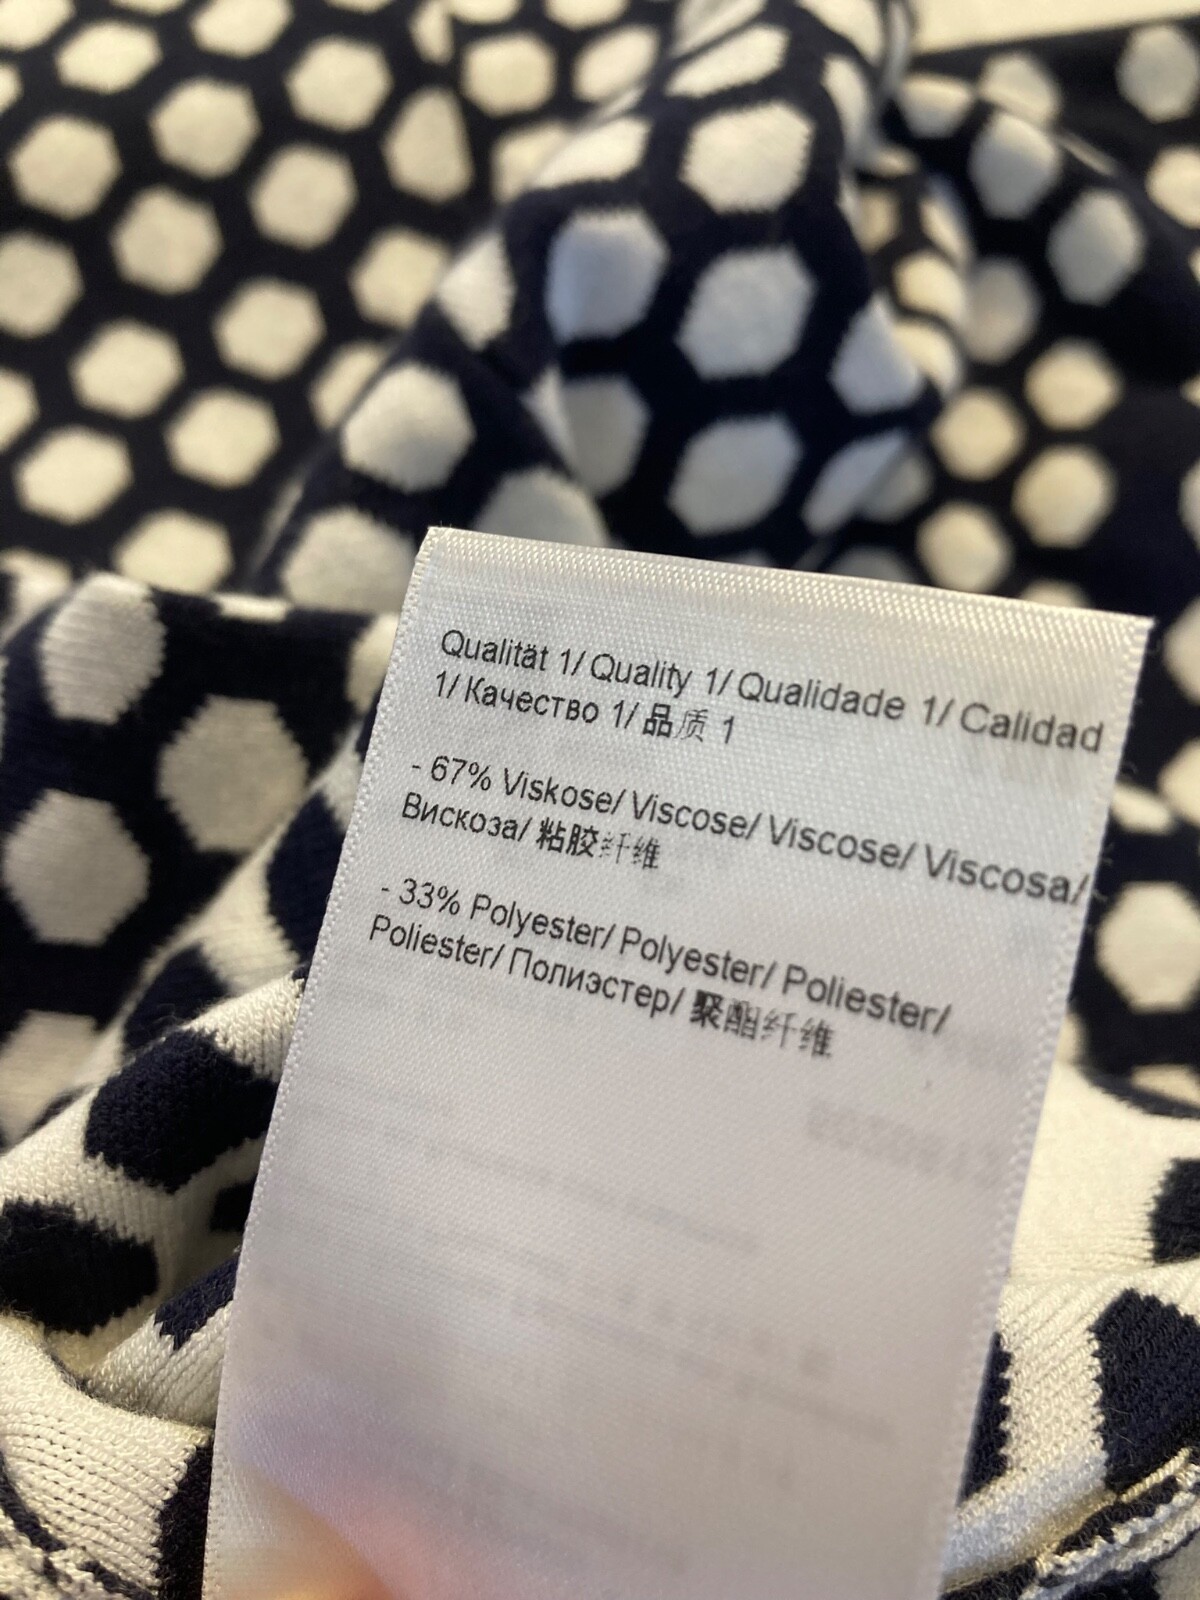 Qualität 1/ Quality 1/ Qualidade 1/ Calidad
1/ Качество 1/ 品质 1
- 67% Viskose/ Viscose/ Viscose/ Viscosa/
Вискоза/ 粘胶纤维
- 33% Polyester/ Polyester/ Poliester/
Poliester/ Полиэстер/ 聚酯纤维